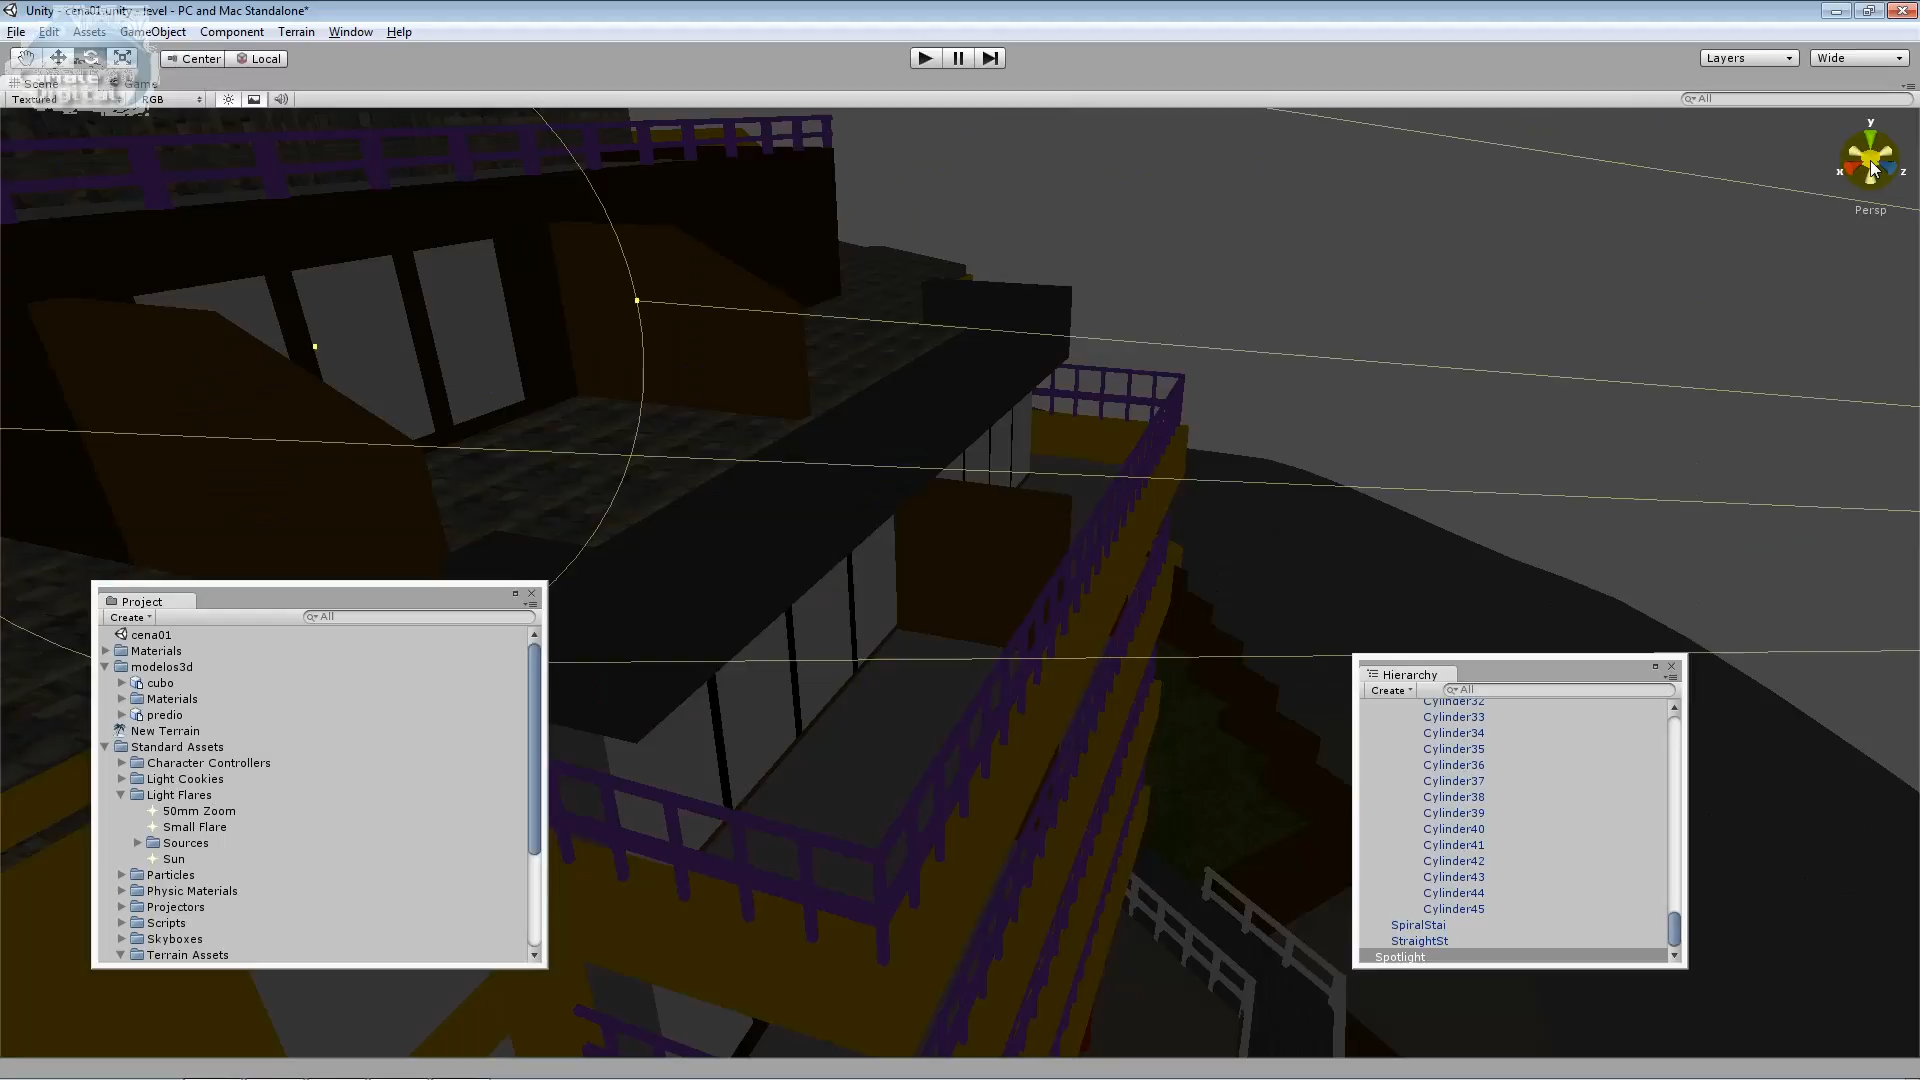 Unity - cena01.unity - level - PC and Mac Standalone*
File Edit Assets GameObject Component Terrain Window Help
Center Local
Layers
Wide
Scene Game
Textured RGB
All
y
x z
Persp
Project
Create All
cena01
Materials
modelos3d
cubo
Materials
predio
New Terrain
Standard Assets
Character Controllers
Light Cookies
Light Flares
50mm Zoom
Small Flare
Sources
Sun
Particles
Physic Materials
Projectors
Scripts
Skyboxes
Terrain Assets
Hierarchy
Create All
Cylinder32
Cylinder33
Cylinder34
Cylinder35
Cylinder36
Cylinder37
Cylinder38
Cylinder39
Cylinder40
Cylinder41
Cylinder42
Cylinder43
Cylinder44
Cylinder45
SpiralStai
StraightSt
Spotlight